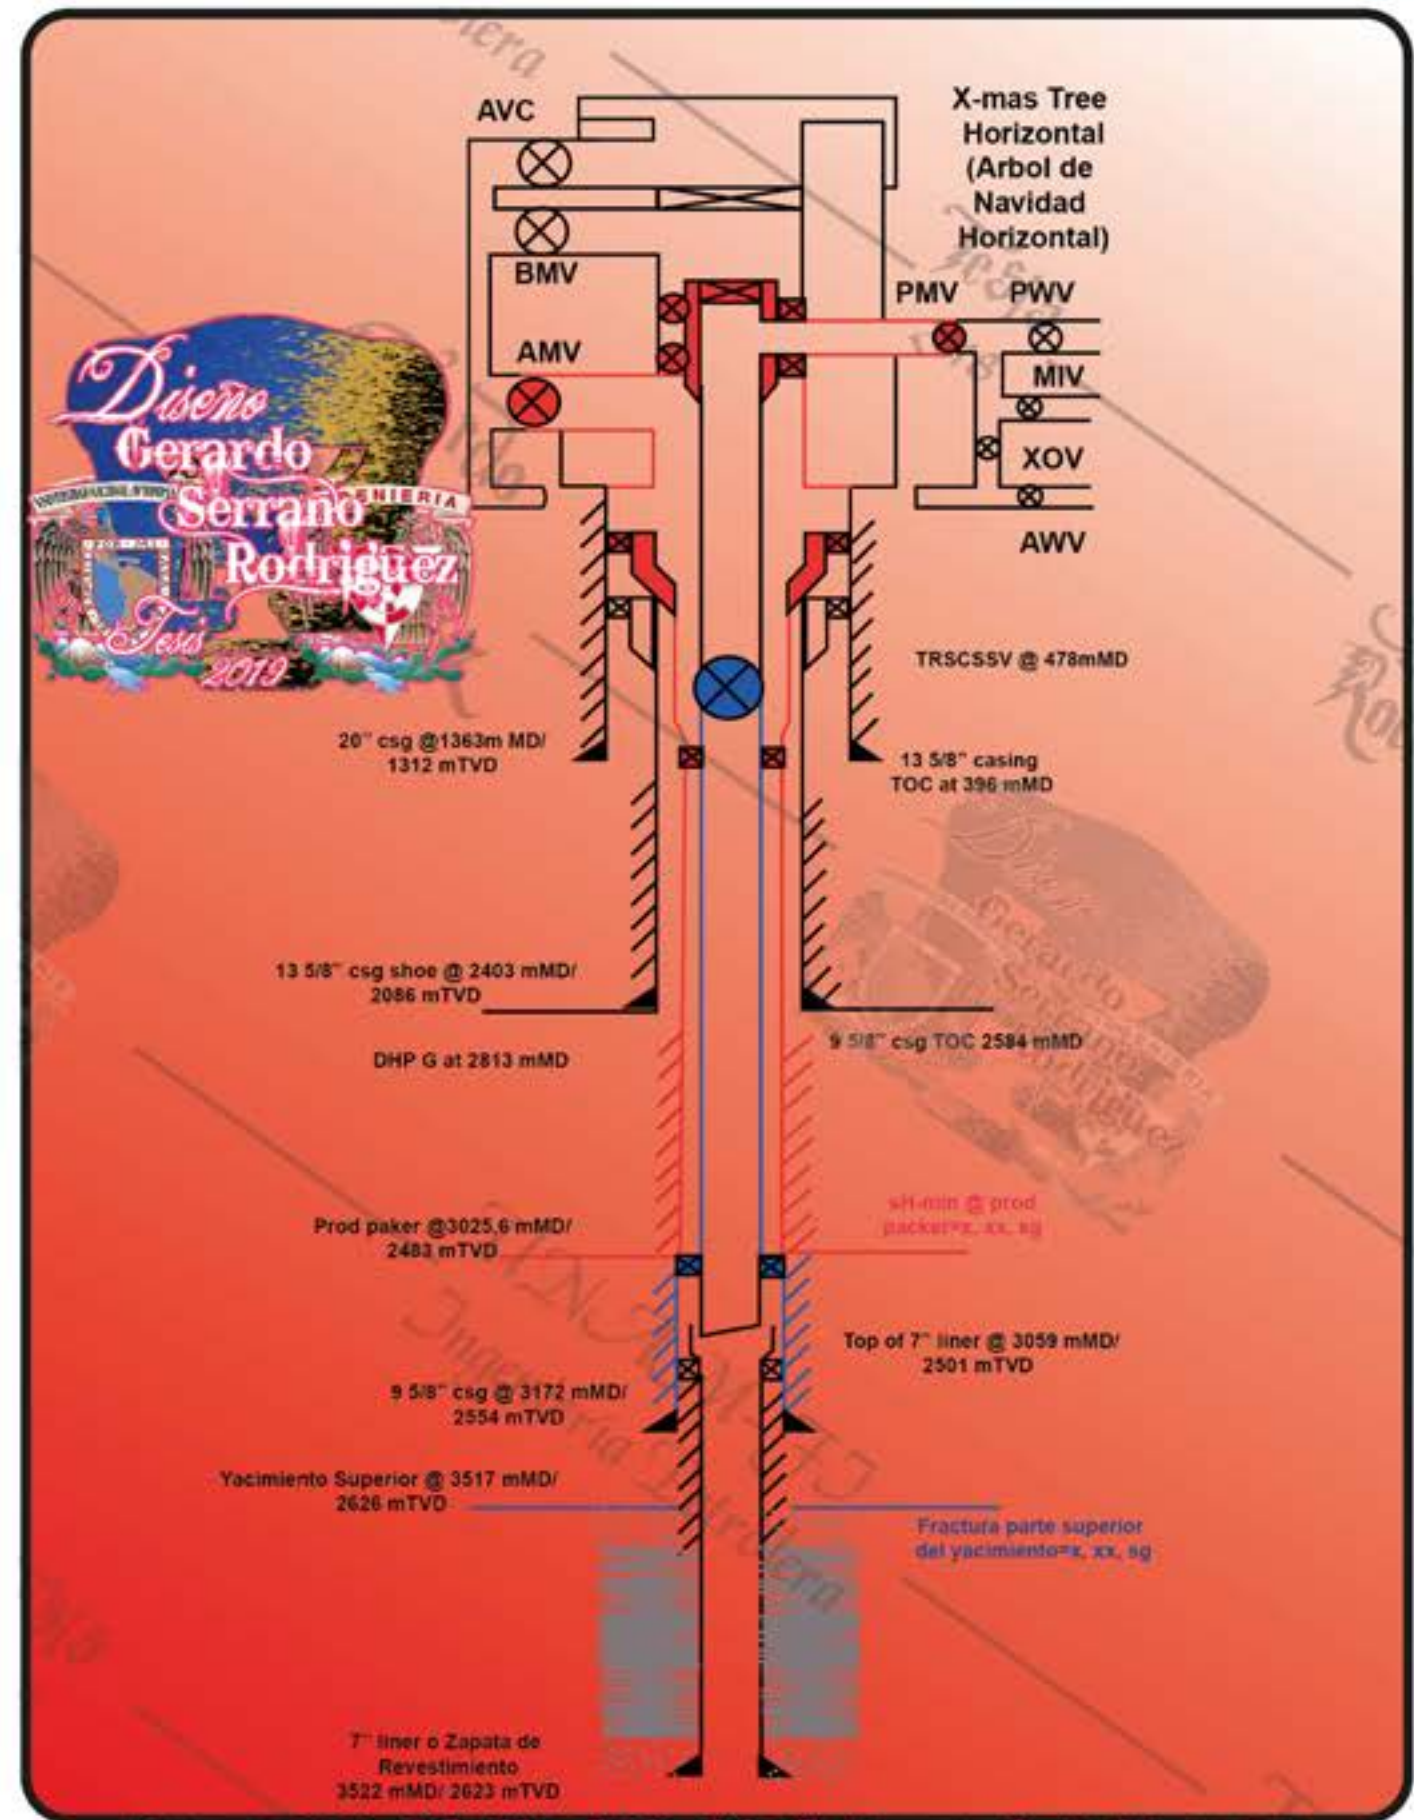 AVC
X-mas Tree
Horizontal
(Arbol de
Navidad
Horizontal)
BMV
PMV
PWV
AMV
MIV
XOV
AWV
Diseño
Gerardo
Serrano
Rodriguez
Tesis
2019
TRSCSSV @ 478mMD
20" csg @1363m MD/
1312 mTVD
13 5/8" casing
TOC at 396 mMD
13 5/8" csg shoe @ 2403 mMD/
2086 mTVD
9 5/8" csg TOC 2584 mMD
DHP G at 2813 mMD
sH-min @ prod
packer=x, xx, sg
Prod paker @3025,6 mMD/
2483 mTVD
Top of 7" liner @ 3059 mMD/
2501 mTVD
9 5/8" csg @ 3172 mMD/
2554 mTVD
Yacimiento Superior @ 3517 mMD/
2626 mTVD
Fractura parte superior
del yacimiento=x, xx, sg
7" liner o Zapata de
Revestimiento
3522 mMD/ 2623 mTVD